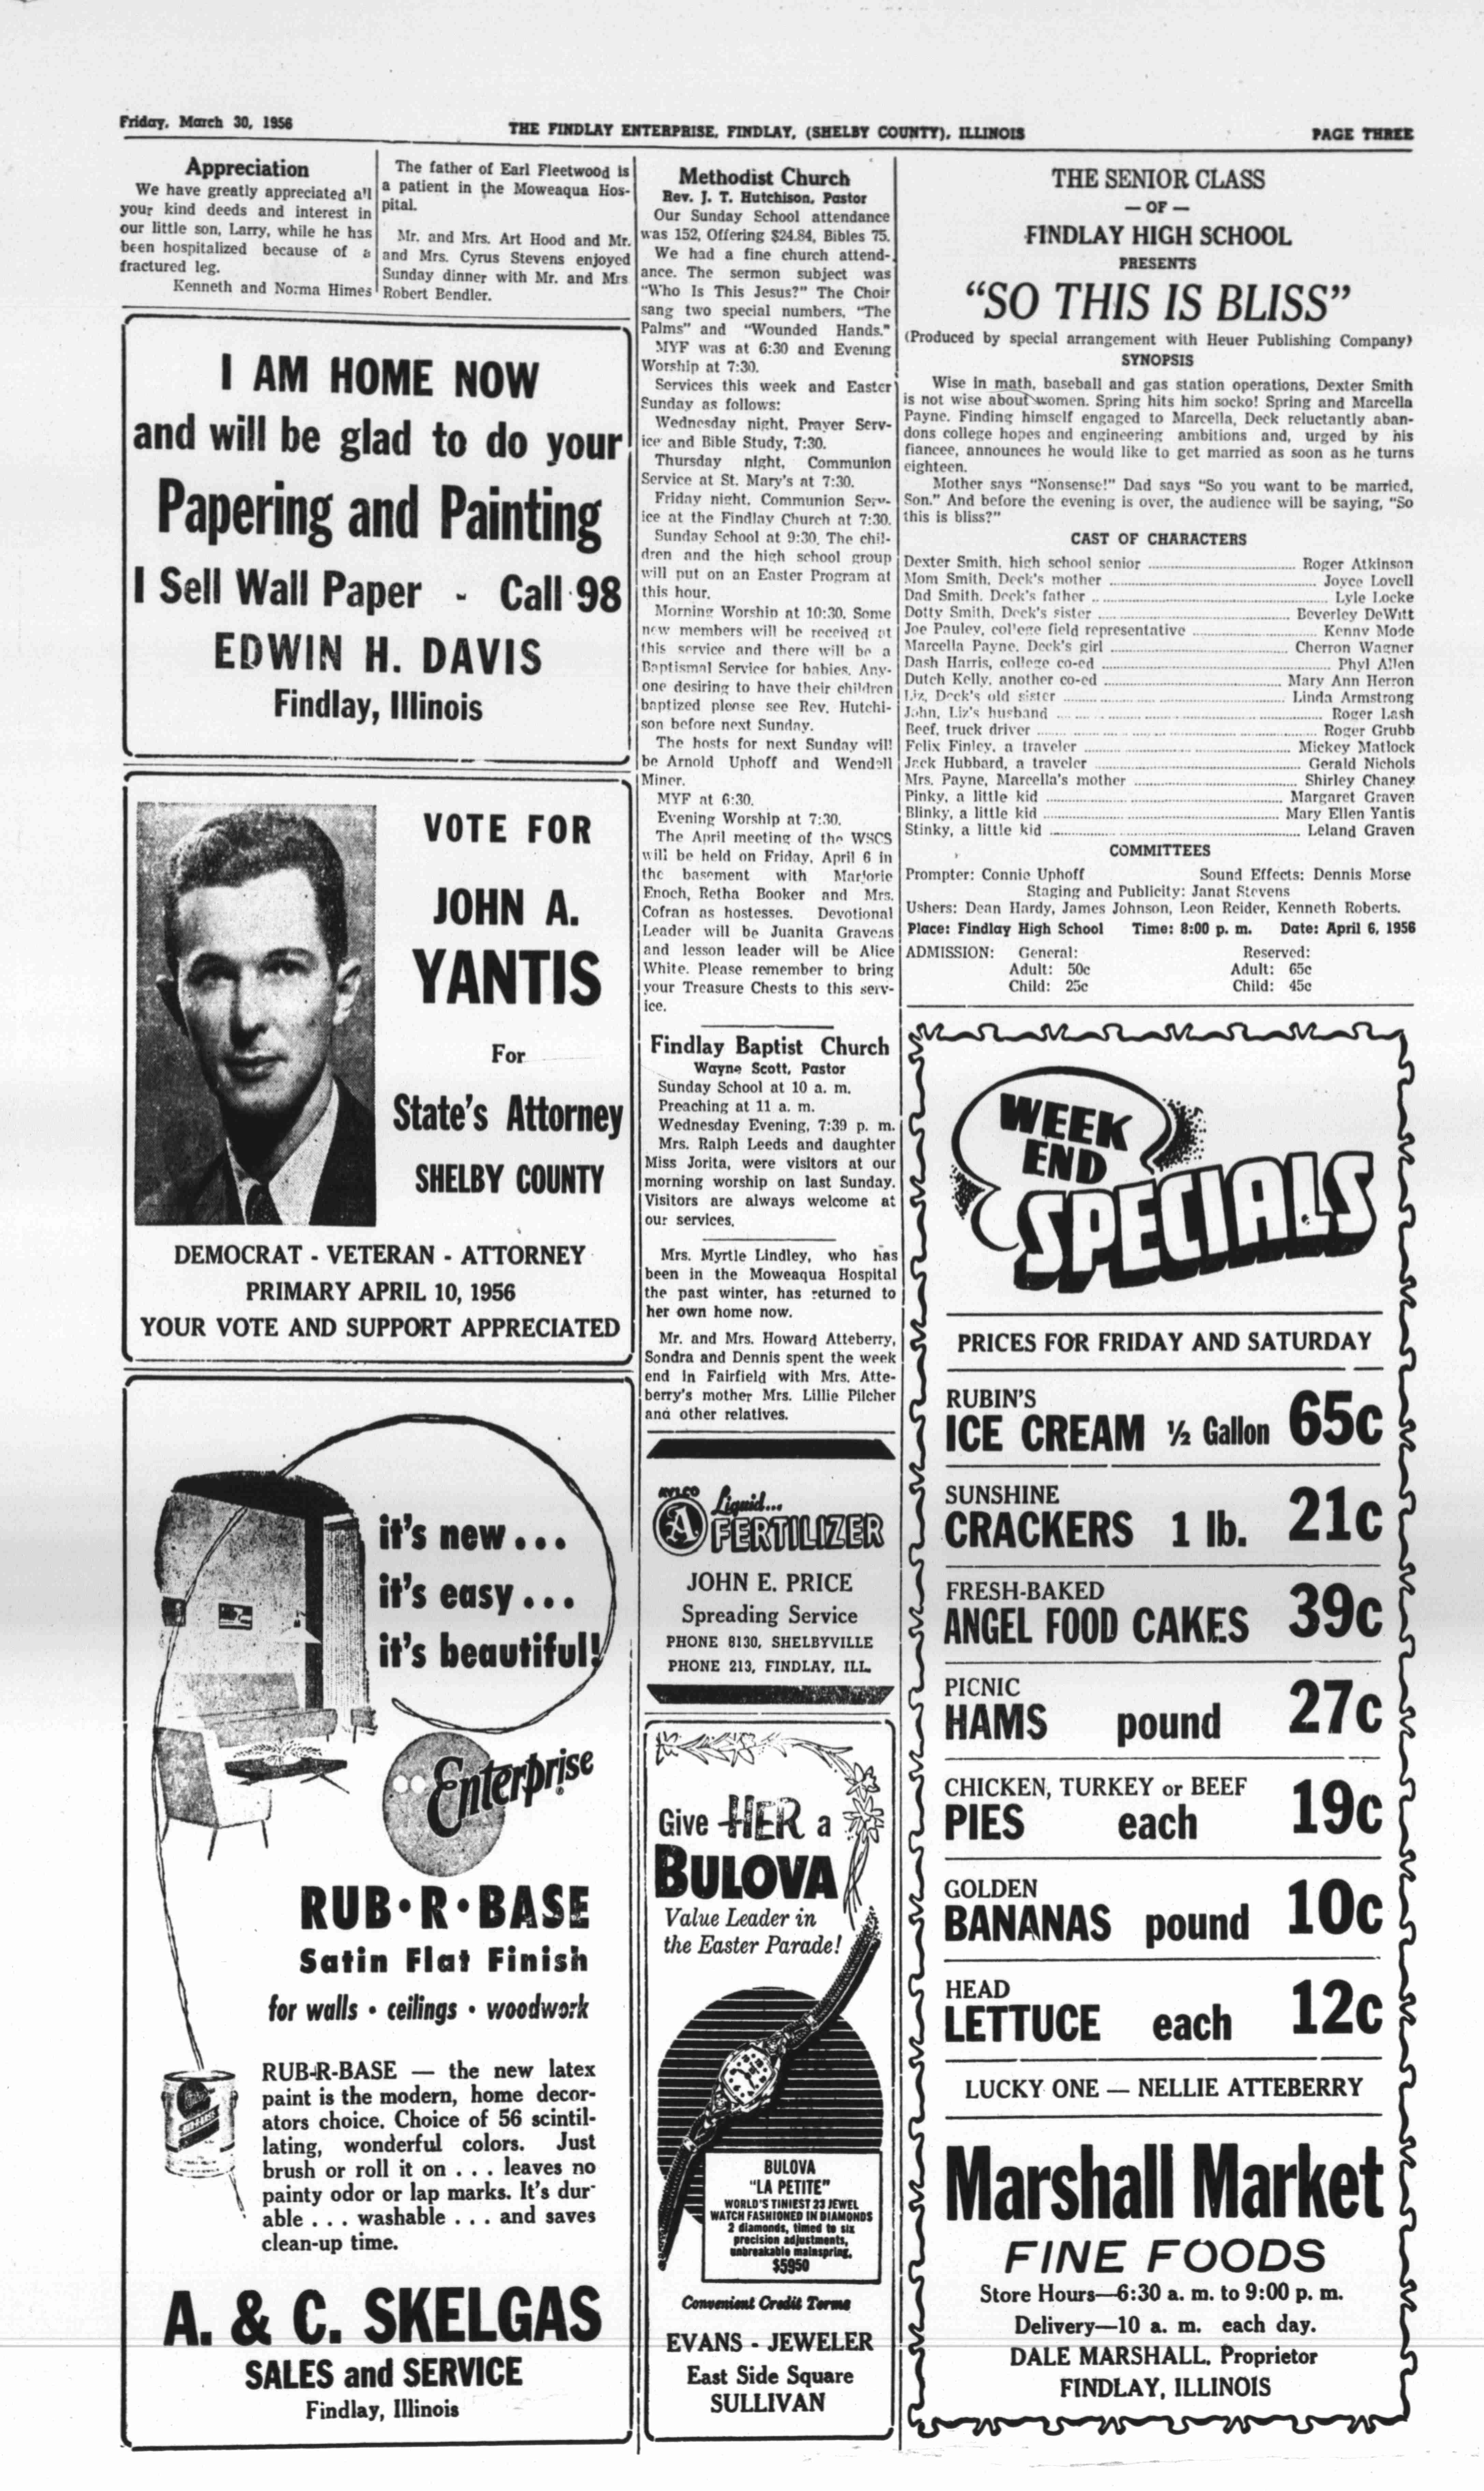 Friday, March 30, 1956
THE FINDLAY ENTERPRISE, FINDLAY, (SHELBY COUNTY), ILLINOIS
PAGE THREE
Appreciation
We have greatly appreciated all
your kind deeds and interest in
our little son, Larry, while he has
been hospitalized because of a
fractured leg.
Kenneth and Norma Himes
The father of Earl Fleetwood is
a patient in the Moweaqua Hos-
pital.
Mr. and Mrs. Art Hood and Mr.
and Mrs. Cyrus Stevens enjoyed
Sunday dinner with Mr. and Mrs
Robert Bendler.
I AM HOME NOW
and will be glad to do your
Papering and Painting
I Sell Wall Paper - Call 98
EDWIN H. DAVIS
Findlay, Illinois
VOTE FOR
JOHN A.
YANTIS
For
State's Attorney
SHELBY COUNTY
DEMOCRAT - VETERAN - ATTORNEY
PRIMARY APRIL 10, 1956
YOUR VOTE AND SUPPORT APPRECIATED
it's new...
it's easy...
it's beautiful!
Enterprise
RUB•R•BASE
Satin Flat Finish
for walls • ceilings • woodwork
RUB-R-BASE — the new latex
paint is the modern, home decor-
ators choice. Choice of 56 scintil-
lating, wonderful colors. Just
brush or roll it on . . . leaves no
painty odor or lap marks. It's dur-
able . . . washable . . . and saves
clean-up time.
A. & C. SKELGAS
SALES and SERVICE
Findlay, Illinois
Methodist Church
Rev. J. T. Hutchison, Pastor
Our Sunday School attendance
was 152, Offering $24.84, Bibles 75.
We had a fine church attend-
ance. The sermon subject was
"Who Is This Jesus?" The Choir
sang two special numbers, "The
Palms" and "Wounded Hands."
MYF was at 6:30 and Evening
Worship at 7:30.
Services this week and Easter
Sunday as follows:
Wednesday night, Prayer Serv-
ice and Bible Study, 7:30.
Thursday night, Communion
Service at St. Mary's at 7:30.
Friday night, Communion Serv-
ice at the Findlay Church at 7:30.
Sunday School at 9:30. The chil-
dren and the high school group
will put on an Easter Program at
this hour.
Morning Worship at 10:30. Some
new members will be received at
this service and there will be a
Baptismal Service for babies. Any-
one desiring to have their children
baptized please see Rev. Hutchi-
son before next Sunday.
The hosts for next Sunday will
be Arnold Uphoff and Wendell
Miner.
MYF at 6:30.
Evening Worship at 7:30.
The April meeting of the WSCS
will be held on Friday, April 6 in
the basement with Marjorie
Enoch, Retha Booker and Mrs.
Cofran as hostesses. Devotional
Leader will be Juanita Gravens
and lesson leader will be Alice
White. Please remember to bring
your Treasure Chests to this serv-
ice.
Findlay Baptist Church
Wayne Scott, Pastor
Sunday School at 10 a. m.
Preaching at 11 a. m.
Wednesday Evening, 7:39 p. m.
Mrs. Ralph Leeds and daughter
Miss Jorita, were visitors at our
morning worship on last Sunday.
Visitors are always welcome at
our services.
Mrs. Myrtle Lindley, who has
been in the Moweaqua Hospital
the past winter, has returned to
her own home now.
Mr. and Mrs. Howard Atteberry,
Sondra and Dennis spent the week
end in Fairfield with Mrs. Atte-
berry's mother Mrs. Lillie Pilcher
and other relatives.
A Liquid...
FERTILIZER
JOHN E. PRICE
Spreading Service
PHONE 8130, SHELBYVILLE
PHONE 213, FINDLAY, ILL.
Give HER a
BULOVA
Value Leader in
the Easter Parade!
BULOVA
"LA PETITE"
WORLD'S TINIEST 23 JEWEL
WATCH FASHIONED IN DIAMONDS
2 diamonds, timed to six
precision adjustments,
unbreakable mainspring.
$5950
Convenient Credit Terms
EVANS - JEWELER
East Side Square
SULLIVAN
THE SENIOR CLASS
— OF —
FINDLAY HIGH SCHOOL
PRESENTS
"SO THIS IS BLISS"
(Produced by special arrangement with Heuer Publishing Company)
SYNOPSIS
Wise in math, baseball and gas station operations, Dexter Smith
is not wise about women. Spring hits him socko! Spring and Marcella
Payne. Finding himself engaged to Marcella, Deck reluctantly aban-
dons college hopes and engineering ambitions and, urged by his
fiancee, announces he would like to get married as soon as he turns
eighteen.
Mother says "Nonsense!" Dad says "So you want to be married,
Son." And before the evening is over, the audience will be saying, "So
this is bliss?"
CAST OF CHARACTERS
Dexter Smith, high school senior ........ Roger Atkinson
Mom Smith, Deck's mother ........ Joyce Lovell
Dad Smith, Deck's father ........ Lyle Locke
Dotty Smith, Deck's sister ........ Beverley DeWitt
Joe Pauley, college field representative ........ Kenny Mode
Marcella Payne, Deck's girl ........ Cherron Wagner
Dash Harris, college co-ed ........ Phyl Allen
Dutch Kelly, another co-ed ........ Mary Ann Herron
Liz, Deck's old sister ........ Linda Armstrong
John, Liz's husband ........ Roger Lash
Beef, truck driver ........ Roger Grubb
Felix Finley, a traveler ........ Mickey Matlock
Jack Hubbard, a traveler ........ Gerald Nichols
Mrs. Payne, Marcella's mother ........ Shirley Chaney
Pinky, a little kid ........ Margaret Graven
Blinky, a little kid ........ Mary Ellen Yantis
Stinky, a little kid ........ Leland Graven
COMMITTEES
Prompter: Connie Uphoff Sound Effects: Dennis Morse
Staging and Publicity: Janat Stevens
Ushers: Dean Hardy, James Johnson, Leon Reider, Kenneth Roberts.
Place: Findlay High School Time: 8:00 p. m. Date: April 6, 1956
ADMISSION: General: Reserved:
Adult: 50c Adult: 65c
Child: 25c Child: 45c
WEEK
END
SPECIALS
PRICES FOR FRIDAY AND SATURDAY
RUBIN'S
ICE CREAM ½ Gallon 65c
SUNSHINE
CRACKERS 1 lb. 21c
FRESH-BAKED
ANGEL FOOD CAKES 39c
PICNIC
HAMS pound 27c
CHICKEN, TURKEY or BEEF
PIES each 19c
GOLDEN
BANANAS pound 10c
HEAD
LETTUCE each 12c
LUCKY ONE — NELLIE ATTEBERRY
Marshall Market
FINE FOODS
Store Hours—6:30 a. m. to 9:00 p. m.
Delivery—10 a. m. each day.
DALE MARSHALL, Proprietor
FINDLAY, ILLINOIS